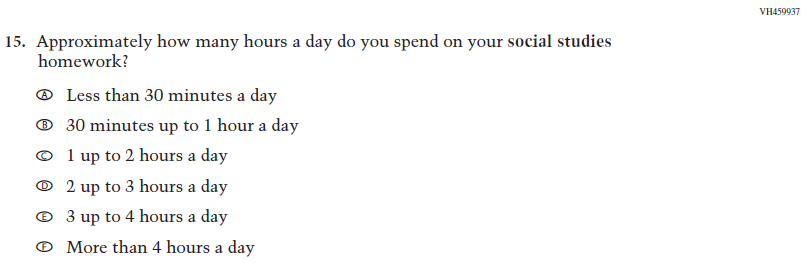 VH459937
15. Approximately how many hours a day do you spend on your social studies
homework?
A Less than 30 minutes a day
B 30 minutes up to 1 hour a day
C 1 up to 2 hours a day
D 2 up to 3 hours a day
E 3 up to 4 hours a day
F More than 4 hours a day